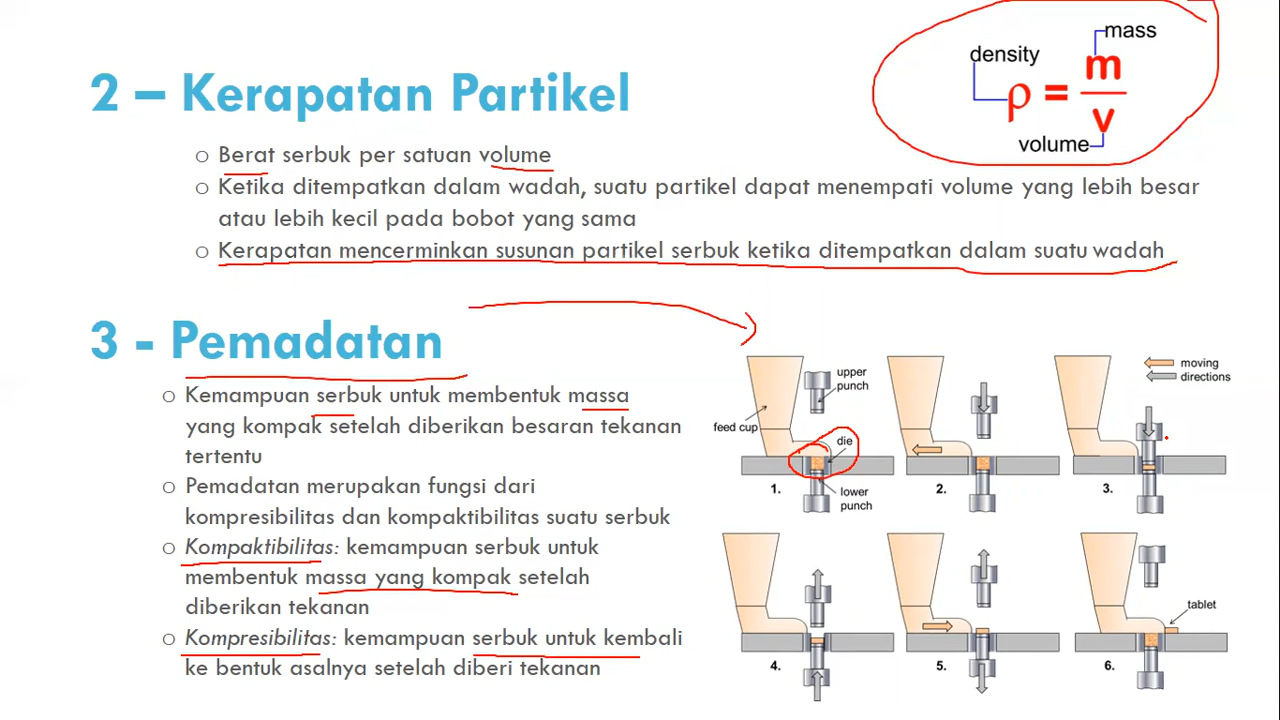 2 – Kerapatan Partikel
density
mass
ρ = m
v
volume
o Berat serbuk per satuan volume
o Ketika ditempatkan dalam wadah, suatu partikel dapat menempati volume yang lebih besar
atau lebih kecil pada bobot yang sama
o Kerapatan mencerminkan susunan partikel serbuk ketika ditempatkan dalam suatu wadah
3 - Pemadatan
o Kemampuan serbuk untuk membentuk massa
yang kompak setelah diberikan besaran tekanan
tertentu
o Pemadatan merupakan fungsi dari
kompresibilitas dan kompaktibilitas suatu serbuk
o Kompaktibilitas: kemampuan serbuk untuk
membentuk massa yang kompak setelah
diberikan tekanan
o Kompresibilitas: kemampuan serbuk untuk kembali
ke bentuk asalnya setelah diberi tekanan
moving
directions
upper
punch
feed cup
die
lower
punch
1.
2.
3.
tablet
4.
5.
6.